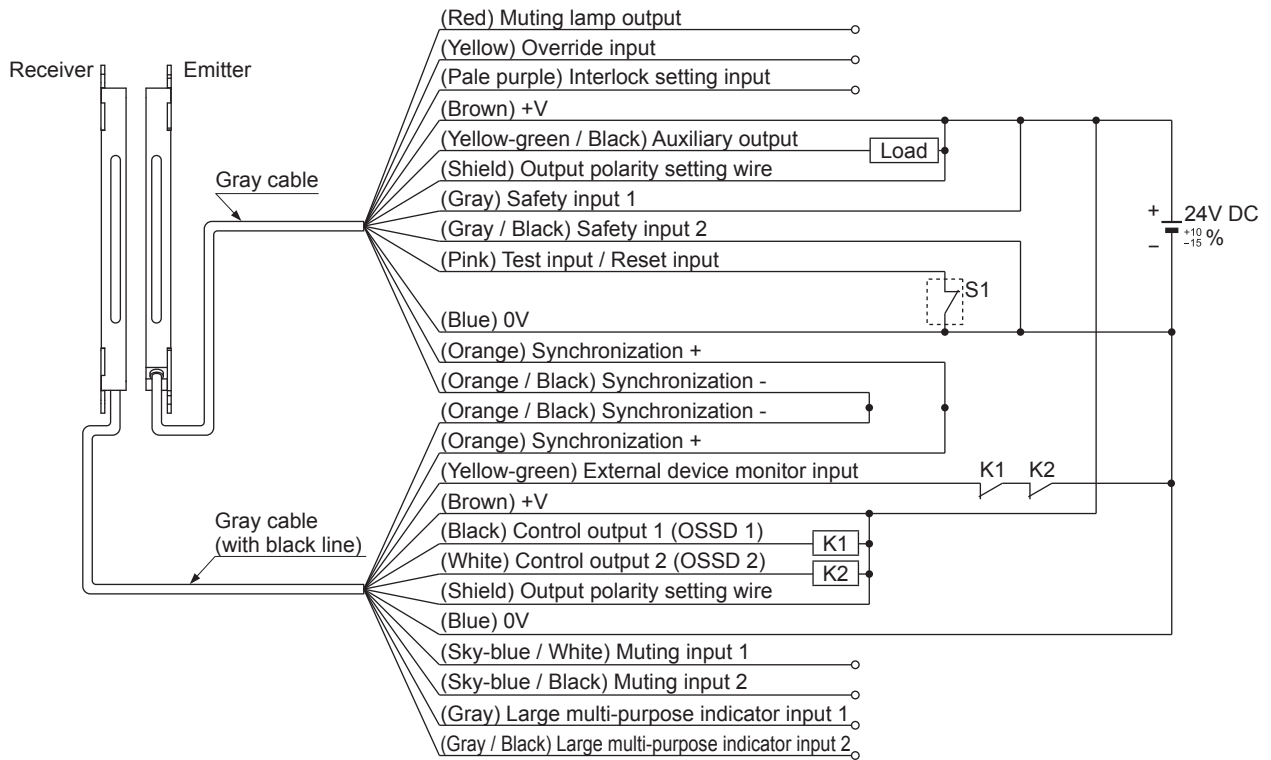 Receiver
Emitter
Gray cable
(Red) Muting lamp output
(Yellow) Override input
(Pale purple) Interlock setting input
(Brown) +V
(Yellow-green / Black) Auxiliary output
Load
(Shield) Output polarity setting wire
(Gray) Safety input 1
(Gray / Black) Safety input 2
(Pink) Test input / Reset input
S1
+
24V DC
+10
−15 %
−
(Blue) 0V
(Orange) Synchronization +
(Orange / Black) Synchronization -
(Orange / Black) Synchronization -
(Orange) Synchronization +
(Yellow-green) External device monitor input
K1
K2
Gray cable
(with black line)
(Brown) +V
(Black) Control output 1 (OSSD 1)
K1
(White) Control output 2 (OSSD 2)
K2
(Shield) Output polarity setting wire
(Blue) 0V
(Sky-blue / White) Muting input 1
(Sky-blue / Black) Muting input 2
(Gray) Large multi-purpose indicator input 1
(Gray / Black) Large multi-purpose indicator input 2